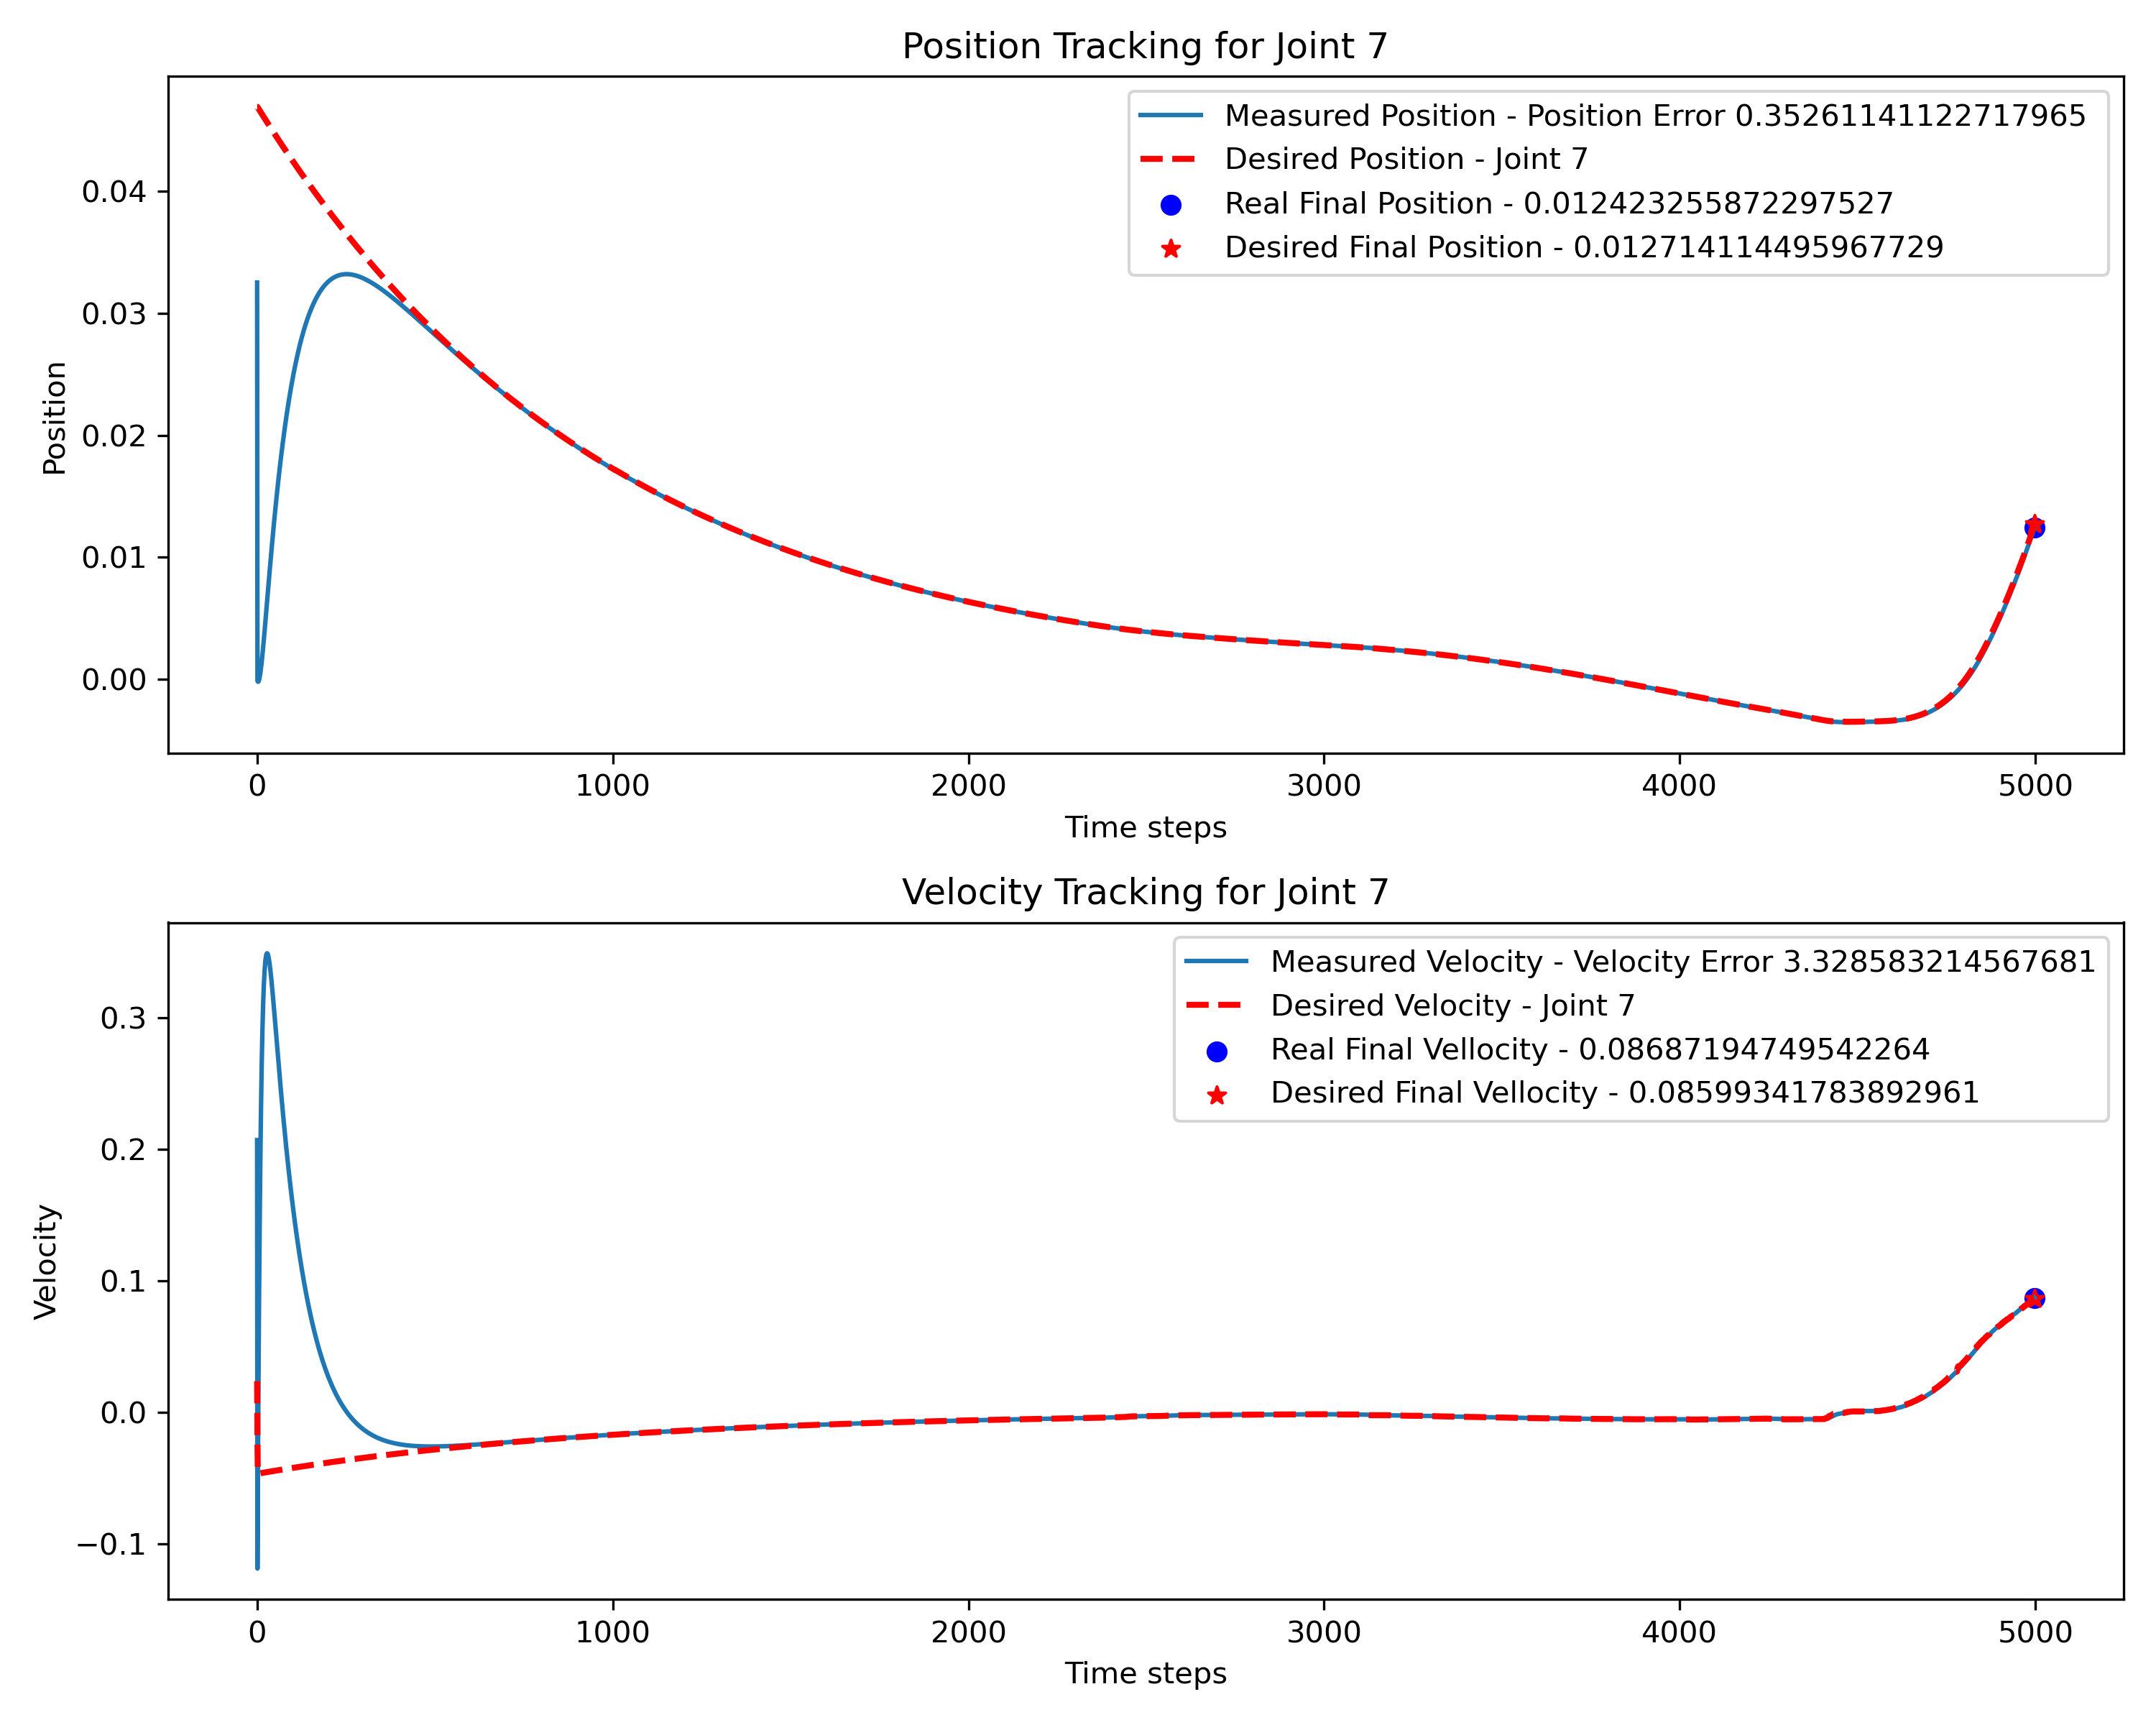 Position Tracking for Joint 7
Measured Position - Position Error 0.35261141122717965
Desired Position - Joint 7
Real Final Position - 0.012423255872297527
Desired Final Position - 0.012714114495967729
0.04
0.03
0.02
0.01
0.00
Position
0 1000 2000 3000 4000 5000
Time steps
Velocity Tracking for Joint 7
Measured Velocity - Velocity Error 3.328583214567681
Desired Velocity - Joint 7
Real Final Vellocity - 0.08687194749542264
Desired Final Vellocity - 0.08599341783892961
0.3
0.2
0.1
0.0
−0.1
Velocity
0 1000 2000 3000 4000 5000
Time steps